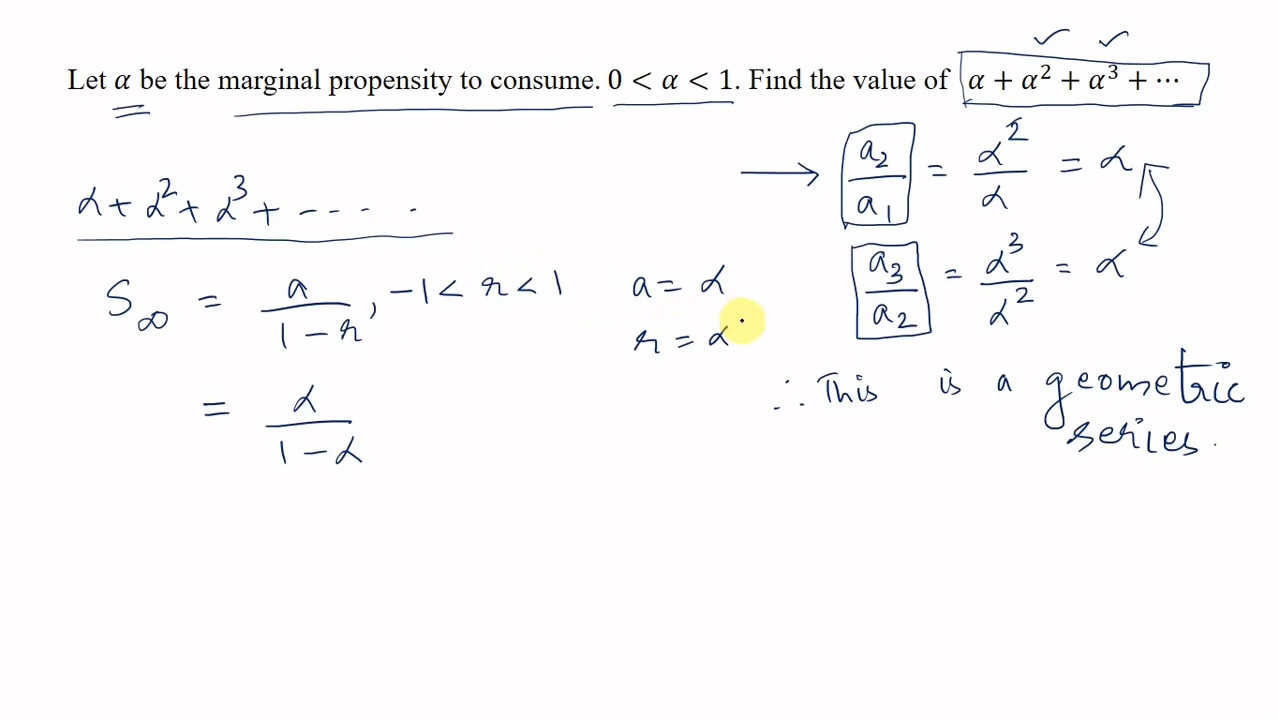 Let α be the marginal propensity to consume. 0 < α < 1. Find the value of α + α² + α³ + ⋯
α + α² + α³ + - - - - - .
S∞ = a / (1 − r), −1 < r < 1
a = α
r = α
= α / (1 − α)
→ a₂ / a₁ = α² / α = α
a₃ / a₂ = α³ / α² = α
∴ This is a geometric
series.